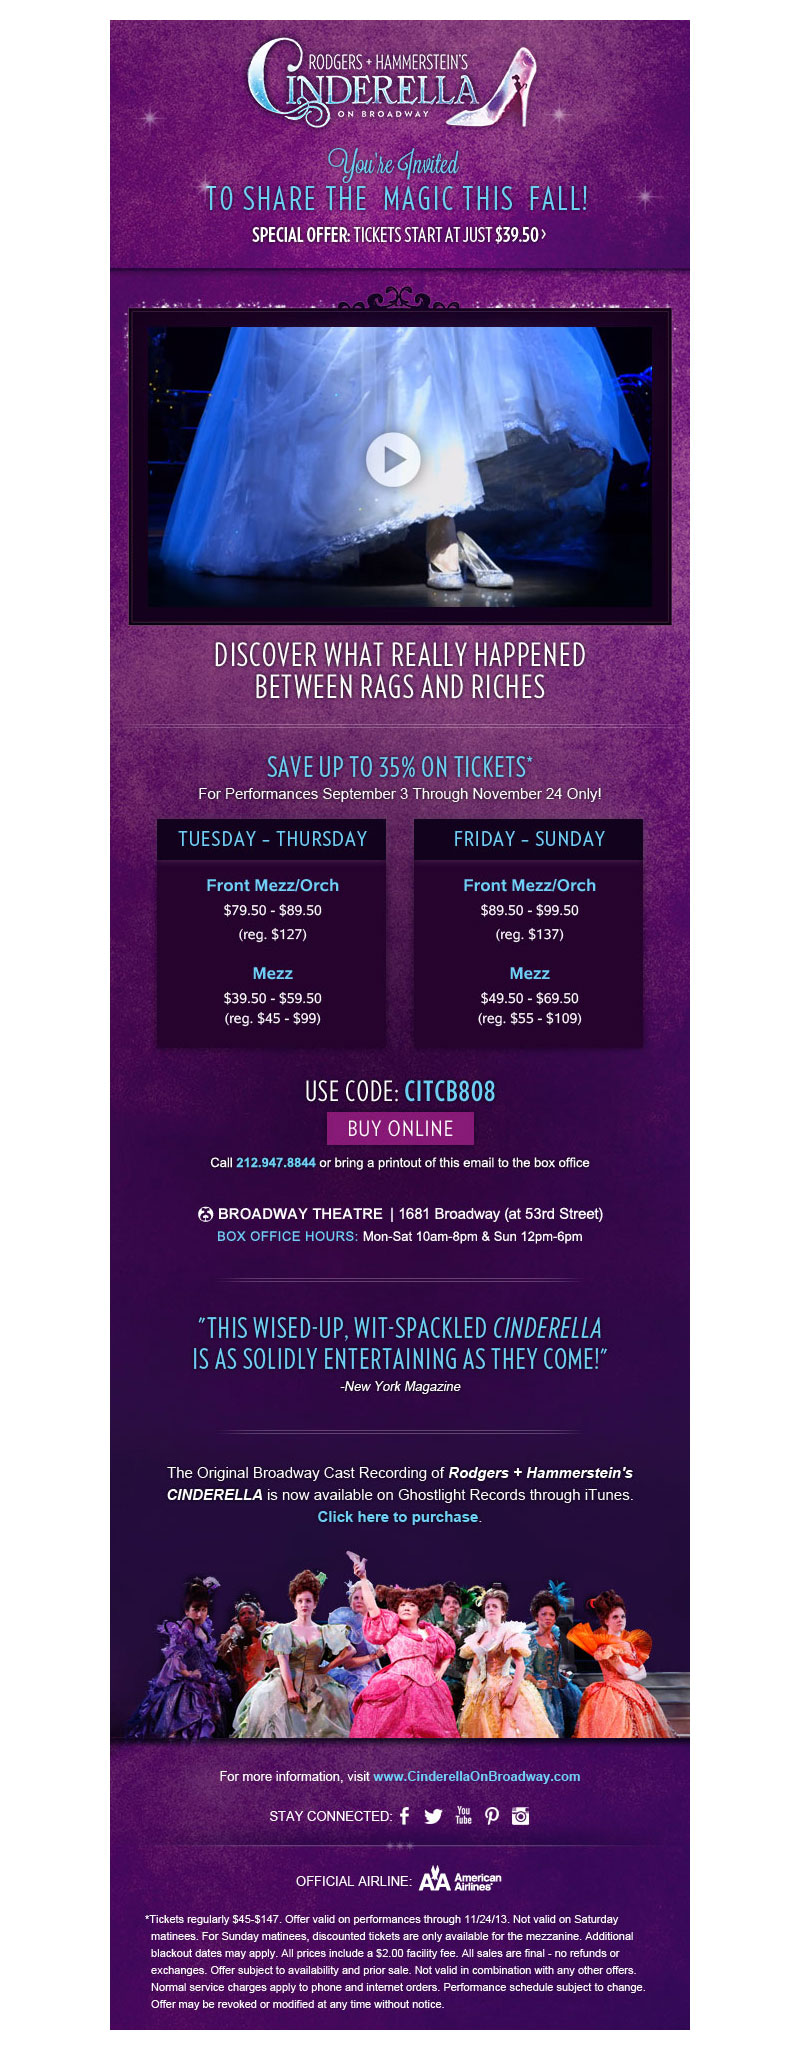 RODGERS + HAMMERSTEIN'S
CINDERELLA
ON BROADWAY
You're Invited
TO SHARE THE MAGIC THIS FALL!
SPECIAL OFFER: TICKETS START AT JUST $39.50 ›
DISCOVER WHAT REALLY HAPPENED
BETWEEN RAGS AND RICHES
SAVE UP TO 35% ON TICKETS*
For Performances September 3 Through November 24 Only!
TUESDAY – THURSDAY
Front Mezz/Orch
$79.50 - $89.50
(reg. $127)
Mezz
$39.50 - $59.50
(reg. $45 - $99)
FRIDAY – SUNDAY
Front Mezz/Orch
$89.50 - $99.50
(reg. $137)
Mezz
$49.50 - $69.50
(reg. $55 - $109)
USE CODE: CITCB808
BUY ONLINE
Call 212.947.8844 or bring a printout of this email to the box office
BROADWAY THEATRE | 1681 Broadway (at 53rd Street)
BOX OFFICE HOURS: Mon-Sat 10am-8pm & Sun 12pm-6pm
"THIS WISED-UP, WIT-SPACKLED CINDERELLA
IS AS SOLIDLY ENTERTAINING AS THEY COME!"
-New York Magazine
The Original Broadway Cast Recording of Rodgers + Hammerstein's
CINDERELLA is now available on Ghostlight Records through iTunes.
Click here to purchase.
For more information, visit www.CinderellaOnBroadway.com
STAY CONNECTED: You Tube
OFFICIAL AIRLINE: AA American Airlines®
*Tickets regularly $45-$147. Offer valid on performances through 11/24/13. Not valid on Saturday
matinees. For Sunday matinees, discounted tickets are only available for the mezzanine. Additional
blackout dates may apply. All prices include a $2.00 facility fee. All sales are final - no refunds or
exchanges. Offer subject to availability and prior sale. Not valid in combination with any other offers.
Normal service charges apply to phone and internet orders. Performance schedule subject to change.
Offer may be revoked or modified at any time without notice.